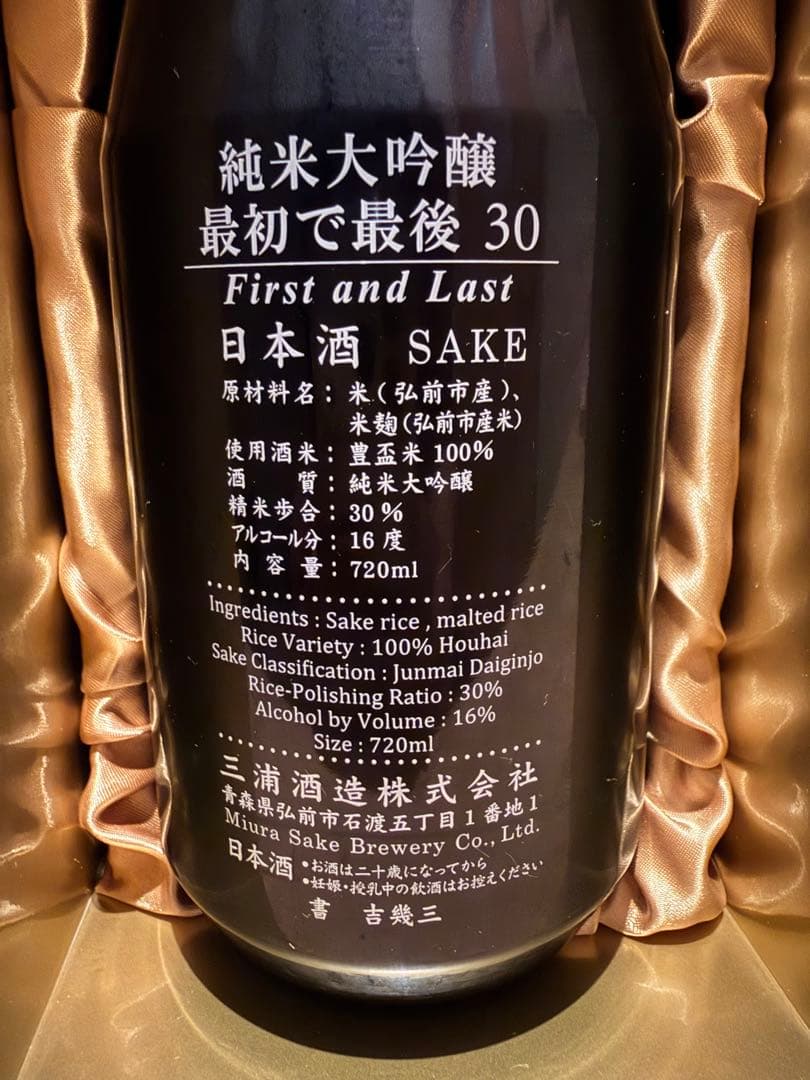 純米大吟醸
最初で最後 30
First and Last
日本酒 SAKE
原材料名：米（弘前市産）、
米麹（弘前市産米）
使用酒米：豊盃米100%
酒質：純米大吟醸
精米歩合：30%
アルコール分：16度
内容量：720ml
Ingredients : Sake rice , malted rice
Rice Variety : 100% Houhai
Sake Classification : Junmai Daiginjo
Rice-Polishing Ratio : 30%
Alcohol by Volume : 16%
Size : 720ml
三浦酒造株式会社
青森県弘前市石渡五丁目1番地1
Miura Sake Brewery Co., Ltd.
日本酒
・お酒は二十歳になってから
・妊娠・授乳中の飲酒はお控えください
書 吉幾三